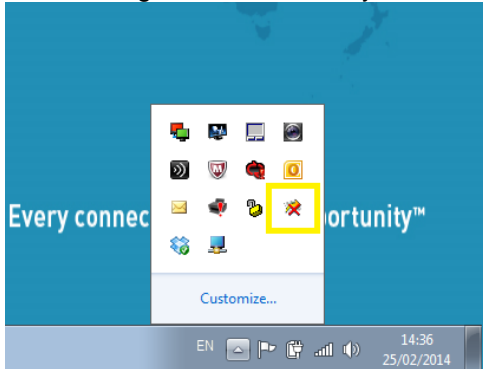 Every connec ortunity™
Customize...
EN
14:36
25/02/2014